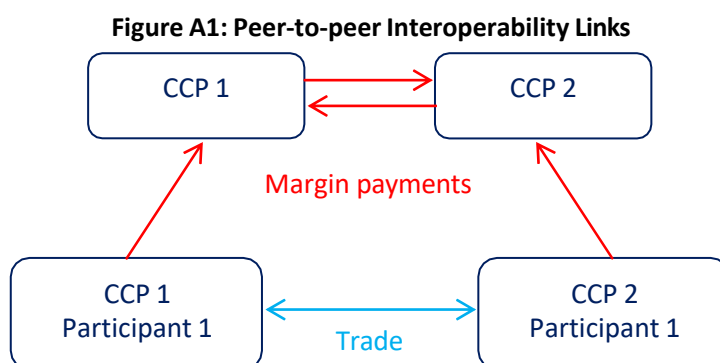 Figure A1: Peer-to-peer Interoperability Links
CCP 1
CCP 2
Margin payments
CCP 1
Participant 1
CCP 2
Participant 1
Trade